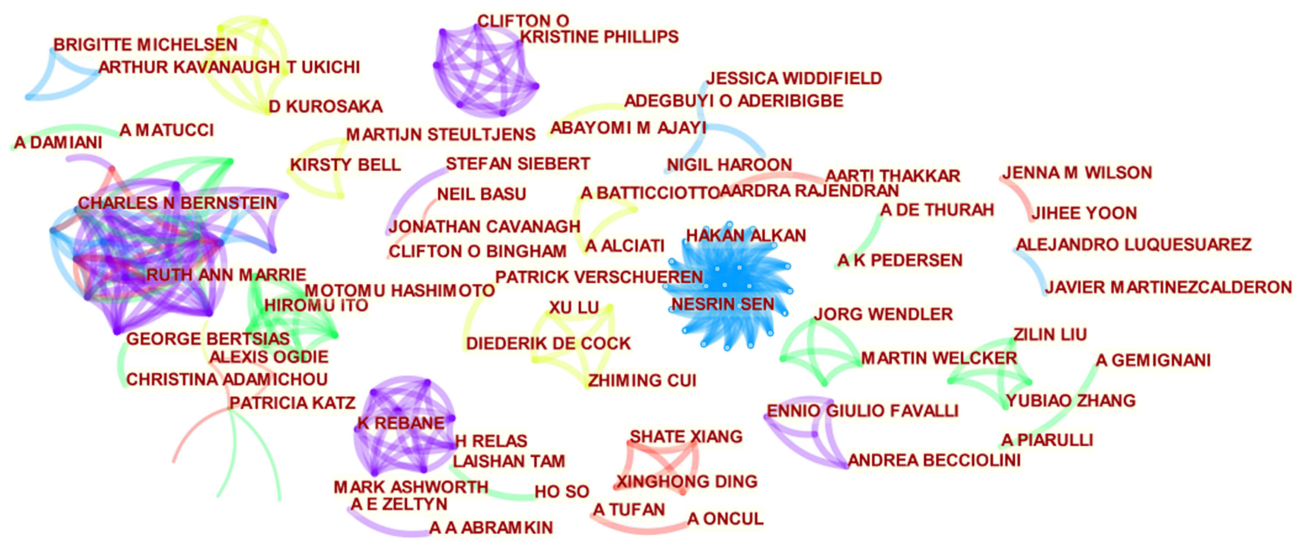 CLIFTON O
KRISTINE PHILLIPS
BRIGITTE MICHELSEN
ARTHUR KAVANAUGH
T UKICHI
JESSICA WIDDIFIELD
D KUROSAKA
ADEGBUYI O ADERIBIGBE
A MATUCCI
ABAYOMI M AJAYI
MARTIJN STEULTJENS
A DAMIANI
KIRSTY BELL
STEFAN SIEBERT
NIGIL HAROON
AARTI THAKKAR
JENNA M WILSON
NEIL BASU
A BATTICCIOTTO
AARDRA RAJENDRAN
CHARLES N BERNSTEIN
A DE THURAH
JIHEE YOON
JONATHAN CAVANAGH
HAKAN ALKAN
CLIFTON O BINGHAM
A ALCIATI
ALEJANDRO LUQUESUAREZ
A K PEDERSEN
RUTH ANN MARRIE
PATRICK VERSCHUEREN
MOTOMU HASHIMOTO
JAVIER MARTINEZCALDERON
HIROMU ITO
XU LU
NESRIN SEN
JORG WENDLER
GEORGE BERTSIAS
DIEDERIK DE COCK
ZILIN LIU
ALEXIS OGDIE
MARTIN WELCKER
A GEMIGNANI
CHRISTINA ADAMICHOU
ZHIMING CUI
PATRICIA KATZ
YUBIAO ZHANG
ENNIO GIULIO FAVALLI
K REBANE
H RELAS
SHATE XIANG
A PIARULLI
LAISHAN TAM
ANDREA BECCIOLINI
MARK ASHWORTH
HO SO
XINGHONG DING
A E ZELTYN
A TUFAN
A ONCUL
A A ABRAMKIN